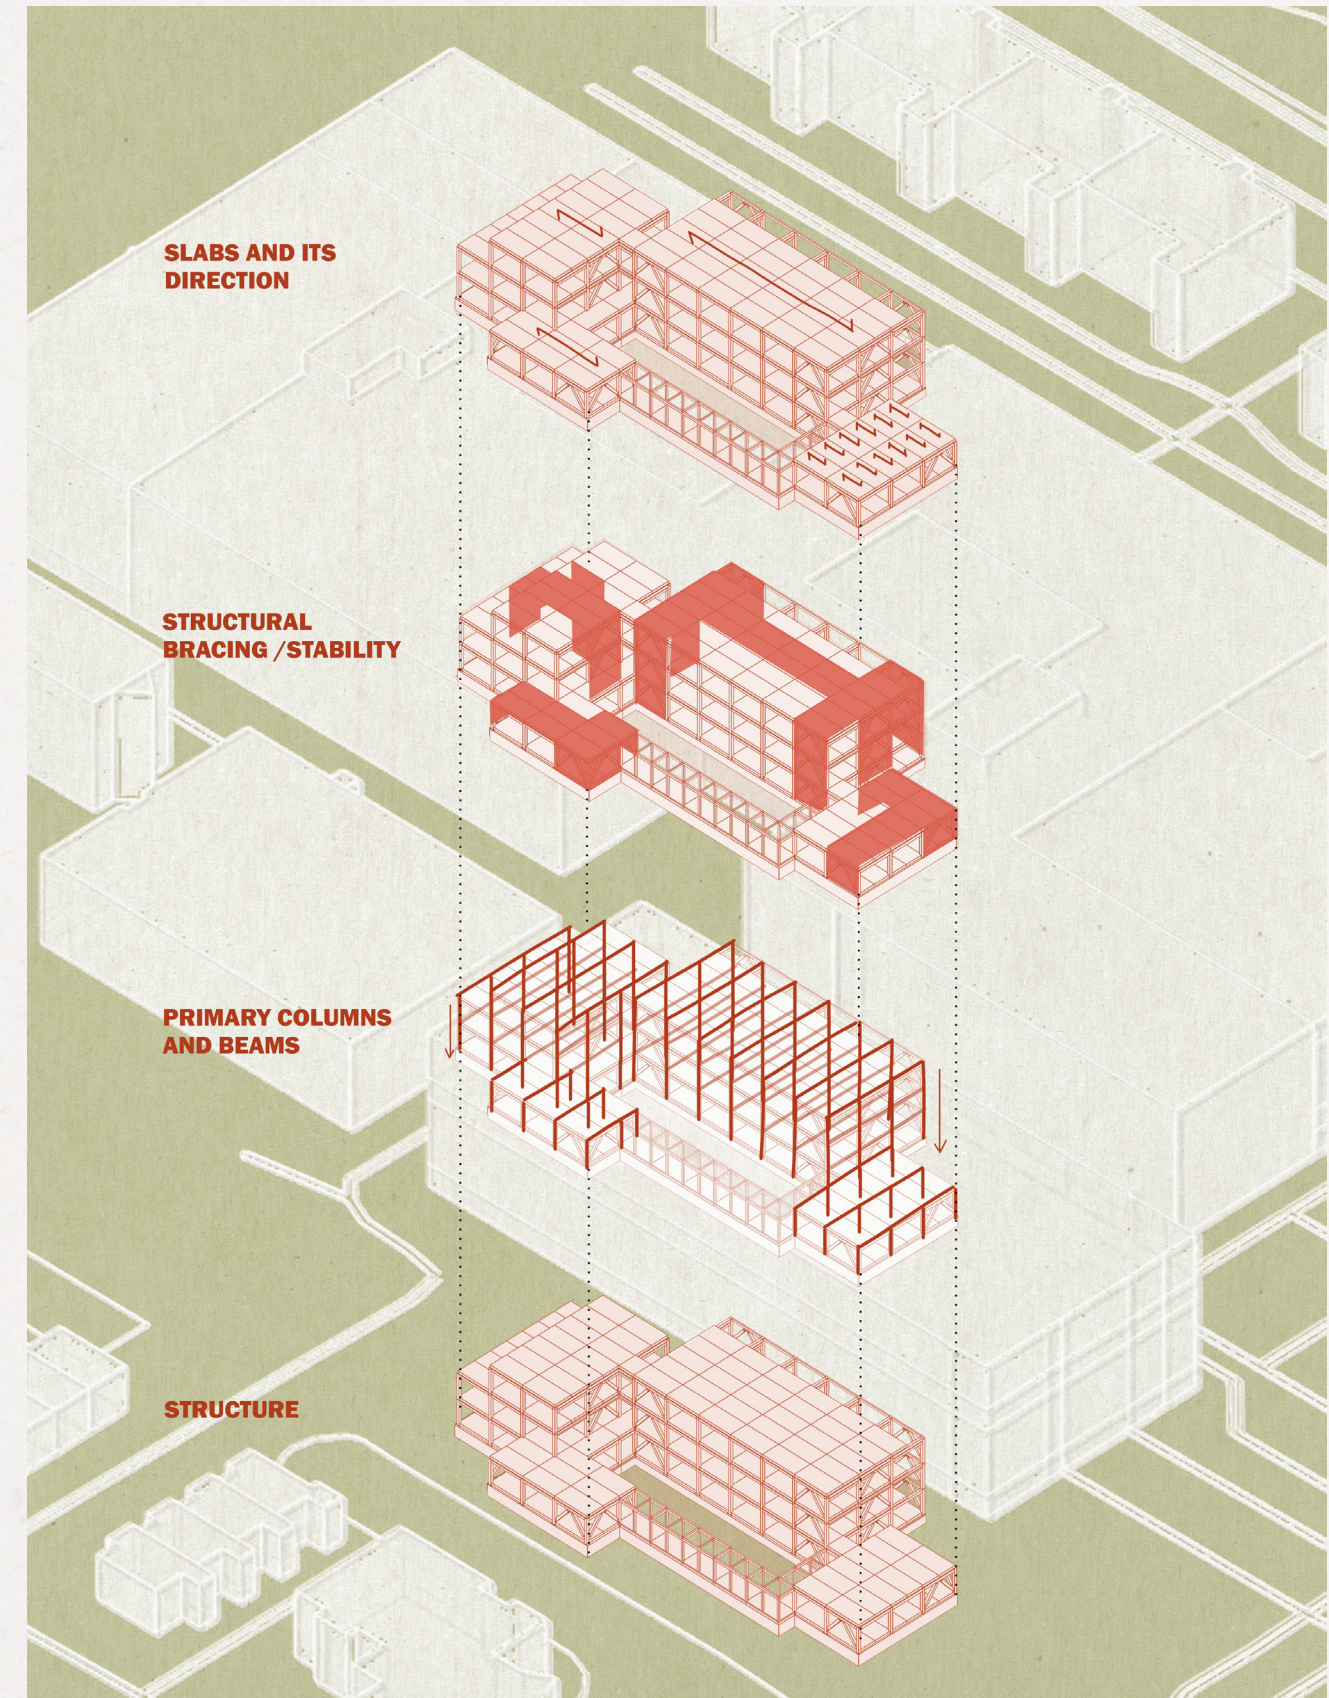 SLABS AND ITS
DIRECTION
STRUCTURAL
BRACING /STABILITY
PRIMARY COLUMNS
AND BEAMS
STRUCTURE